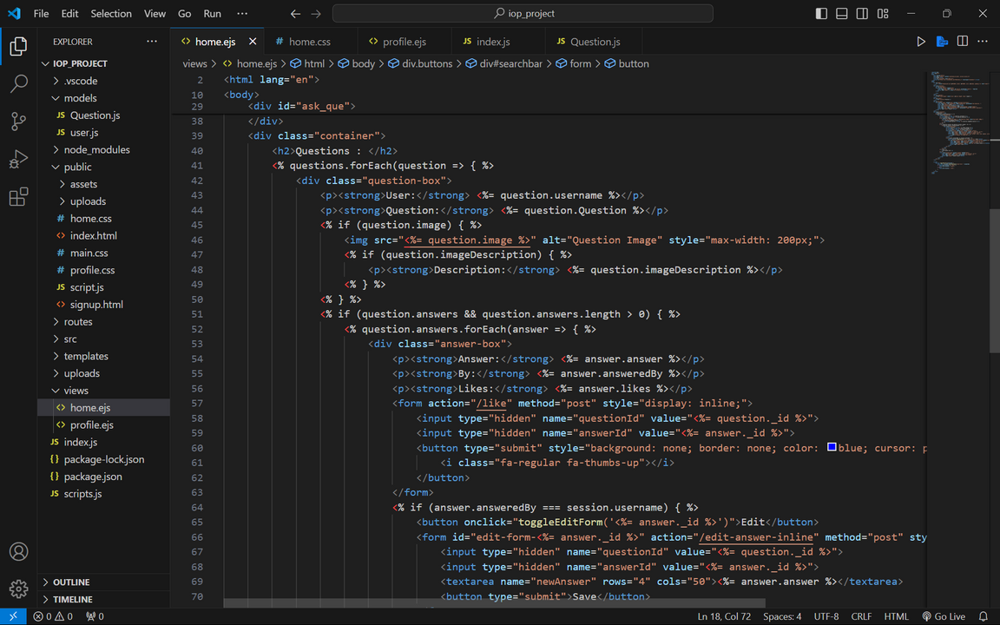 File Edit Selection View Go Run ··· iop_project
EXPLORER ···
IOP_PROJECT
.vscode
models
JS Question.js
JS user.js
node_modules
public
assets
uploads
# home.css
<> index.html
# main.css
# profile.css
JS script.js
<> signup.html
routes
src
templates
uploads
views
<> home.ejs
<> profile.ejs
JS index.js
{} package-lock.json
{} package.json
JS scripts.js
OUTLINE
TIMELINE
<> home.ejs # home.css <> profile.ejs JS index.js JS Question.js ···
views > <> home.ejs > html > body > div.buttons > div#searchbar > form > button
2 <html lang="en">
10 <body>
29 <div id="ask_que">
38 </div>
39 <div class="container">
40 <h2>Questions : </h2>
41 <% questions.forEach(question => { %>
42 <div class="question-box">
43 <p><strong>User:</strong> <%= question.username %></p>
44 <p><strong>Question:</strong> <%= question.Question %></p>
45 <% if (question.image) { %>
46 <img src="<%= question.image %>" alt="Question Image" style="max-width: 200px;">
47 <% if (question.imageDescription) { %>
48 <p><strong>Description:</strong> <%= question.imageDescription %></p>
49 <% } %>
50 <% } %>
51 <% if (question.answers && question.answers.length > 0) { %>
52 <% question.answers.forEach(answer => { %>
53 <div class="answer-box">
54 <p><strong>Answer:</strong> <%= answer.answer %></p>
55 <p><strong>By:</strong> <%= answer.answeredBy %></p>
56 <p><strong>Likes:</strong> <%= answer.likes %></p>
57 <form action="/like" method="post" style="display: inline;">
58 <input type="hidden" name="questionId" value="<%= question._id %>">
59 <input type="hidden" name="answerId" value="<%= answer._id %>">
60 <button type="submit" style="background: none; border: none; color: blue; cursor: p
61 <i class="fa-regular fa-thumbs-up"></i>
62 </button>
63 </form>
64 <% if (answer.answeredBy === session.username) { %>
65 <button onclick="toggleEditForm('<%= answer._id %>')">Edit</button>
66 <form id="edit-form-<%= answer._id %>" action="/edit-answer-inline" method="post" sty
67 <input type="hidden" name="questionId" value="<%= question._id %>">
68 <input type="hidden" name="answerId" value="<%= answer._id %>">
69 <textarea name="newAnswer" rows="4" cols="50"><%= answer.answer %></textarea>
70 <button type="submit">Save</button>
0 0 0 Ln 18, Col 72 Spaces: 4 UTF-8 CRLF HTML Go Live